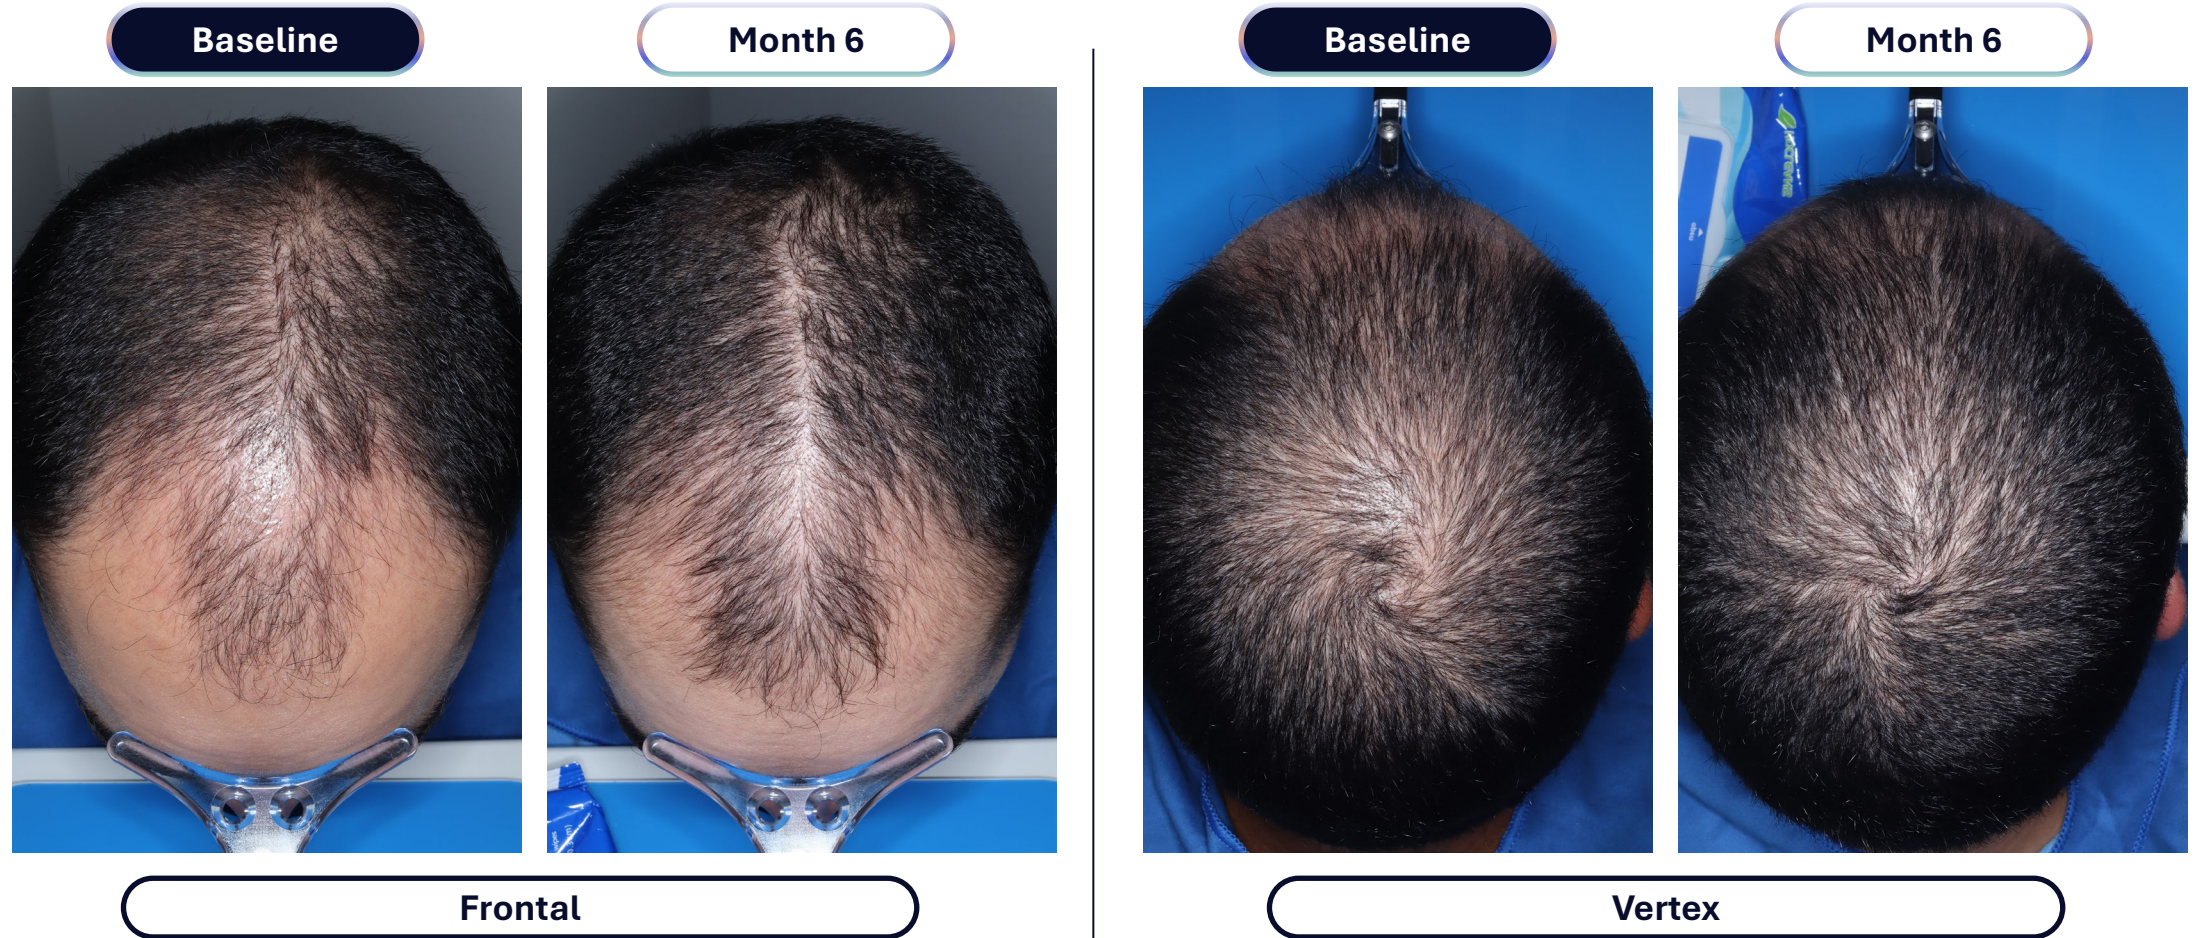 Baseline
Month 6
Baseline
Month 6
Frontal
Vertex